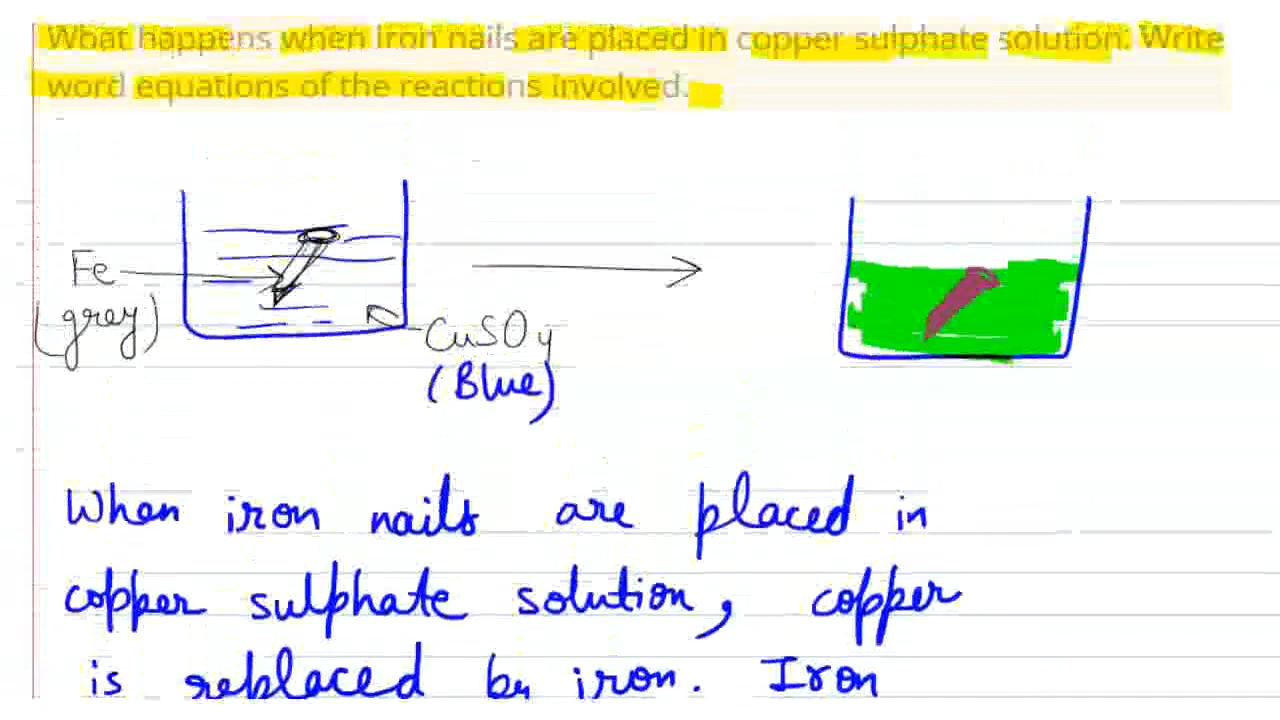 What happens when Iron nails are placed in copper sulphate solution. Write
word equations of the reactions involved.
Fe
(grey)
CuSO4
(Blue)
When iron nails are placed in
copper sulphate solution, copper
is replaced by iron. Iron